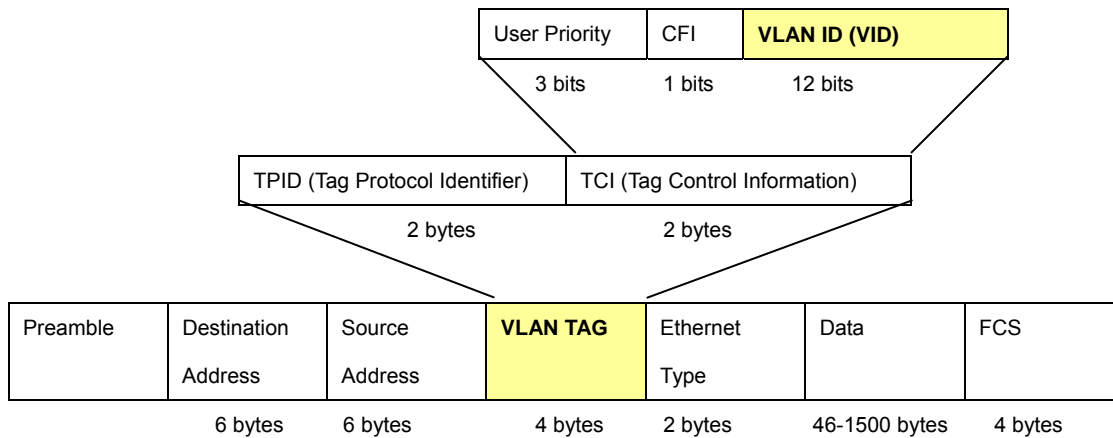 User Priority CFI VLAN ID (VID)
3 bits 1 bits 12 bits
TPID (Tag Protocol Identifier) TCI (Tag Control Information)
2 bytes 2 bytes
Preamble Destination Address Source Address VLAN TAG Ethernet Type Data FCS
6 bytes 6 bytes 4 bytes 2 bytes 46-1500 bytes 4 bytes